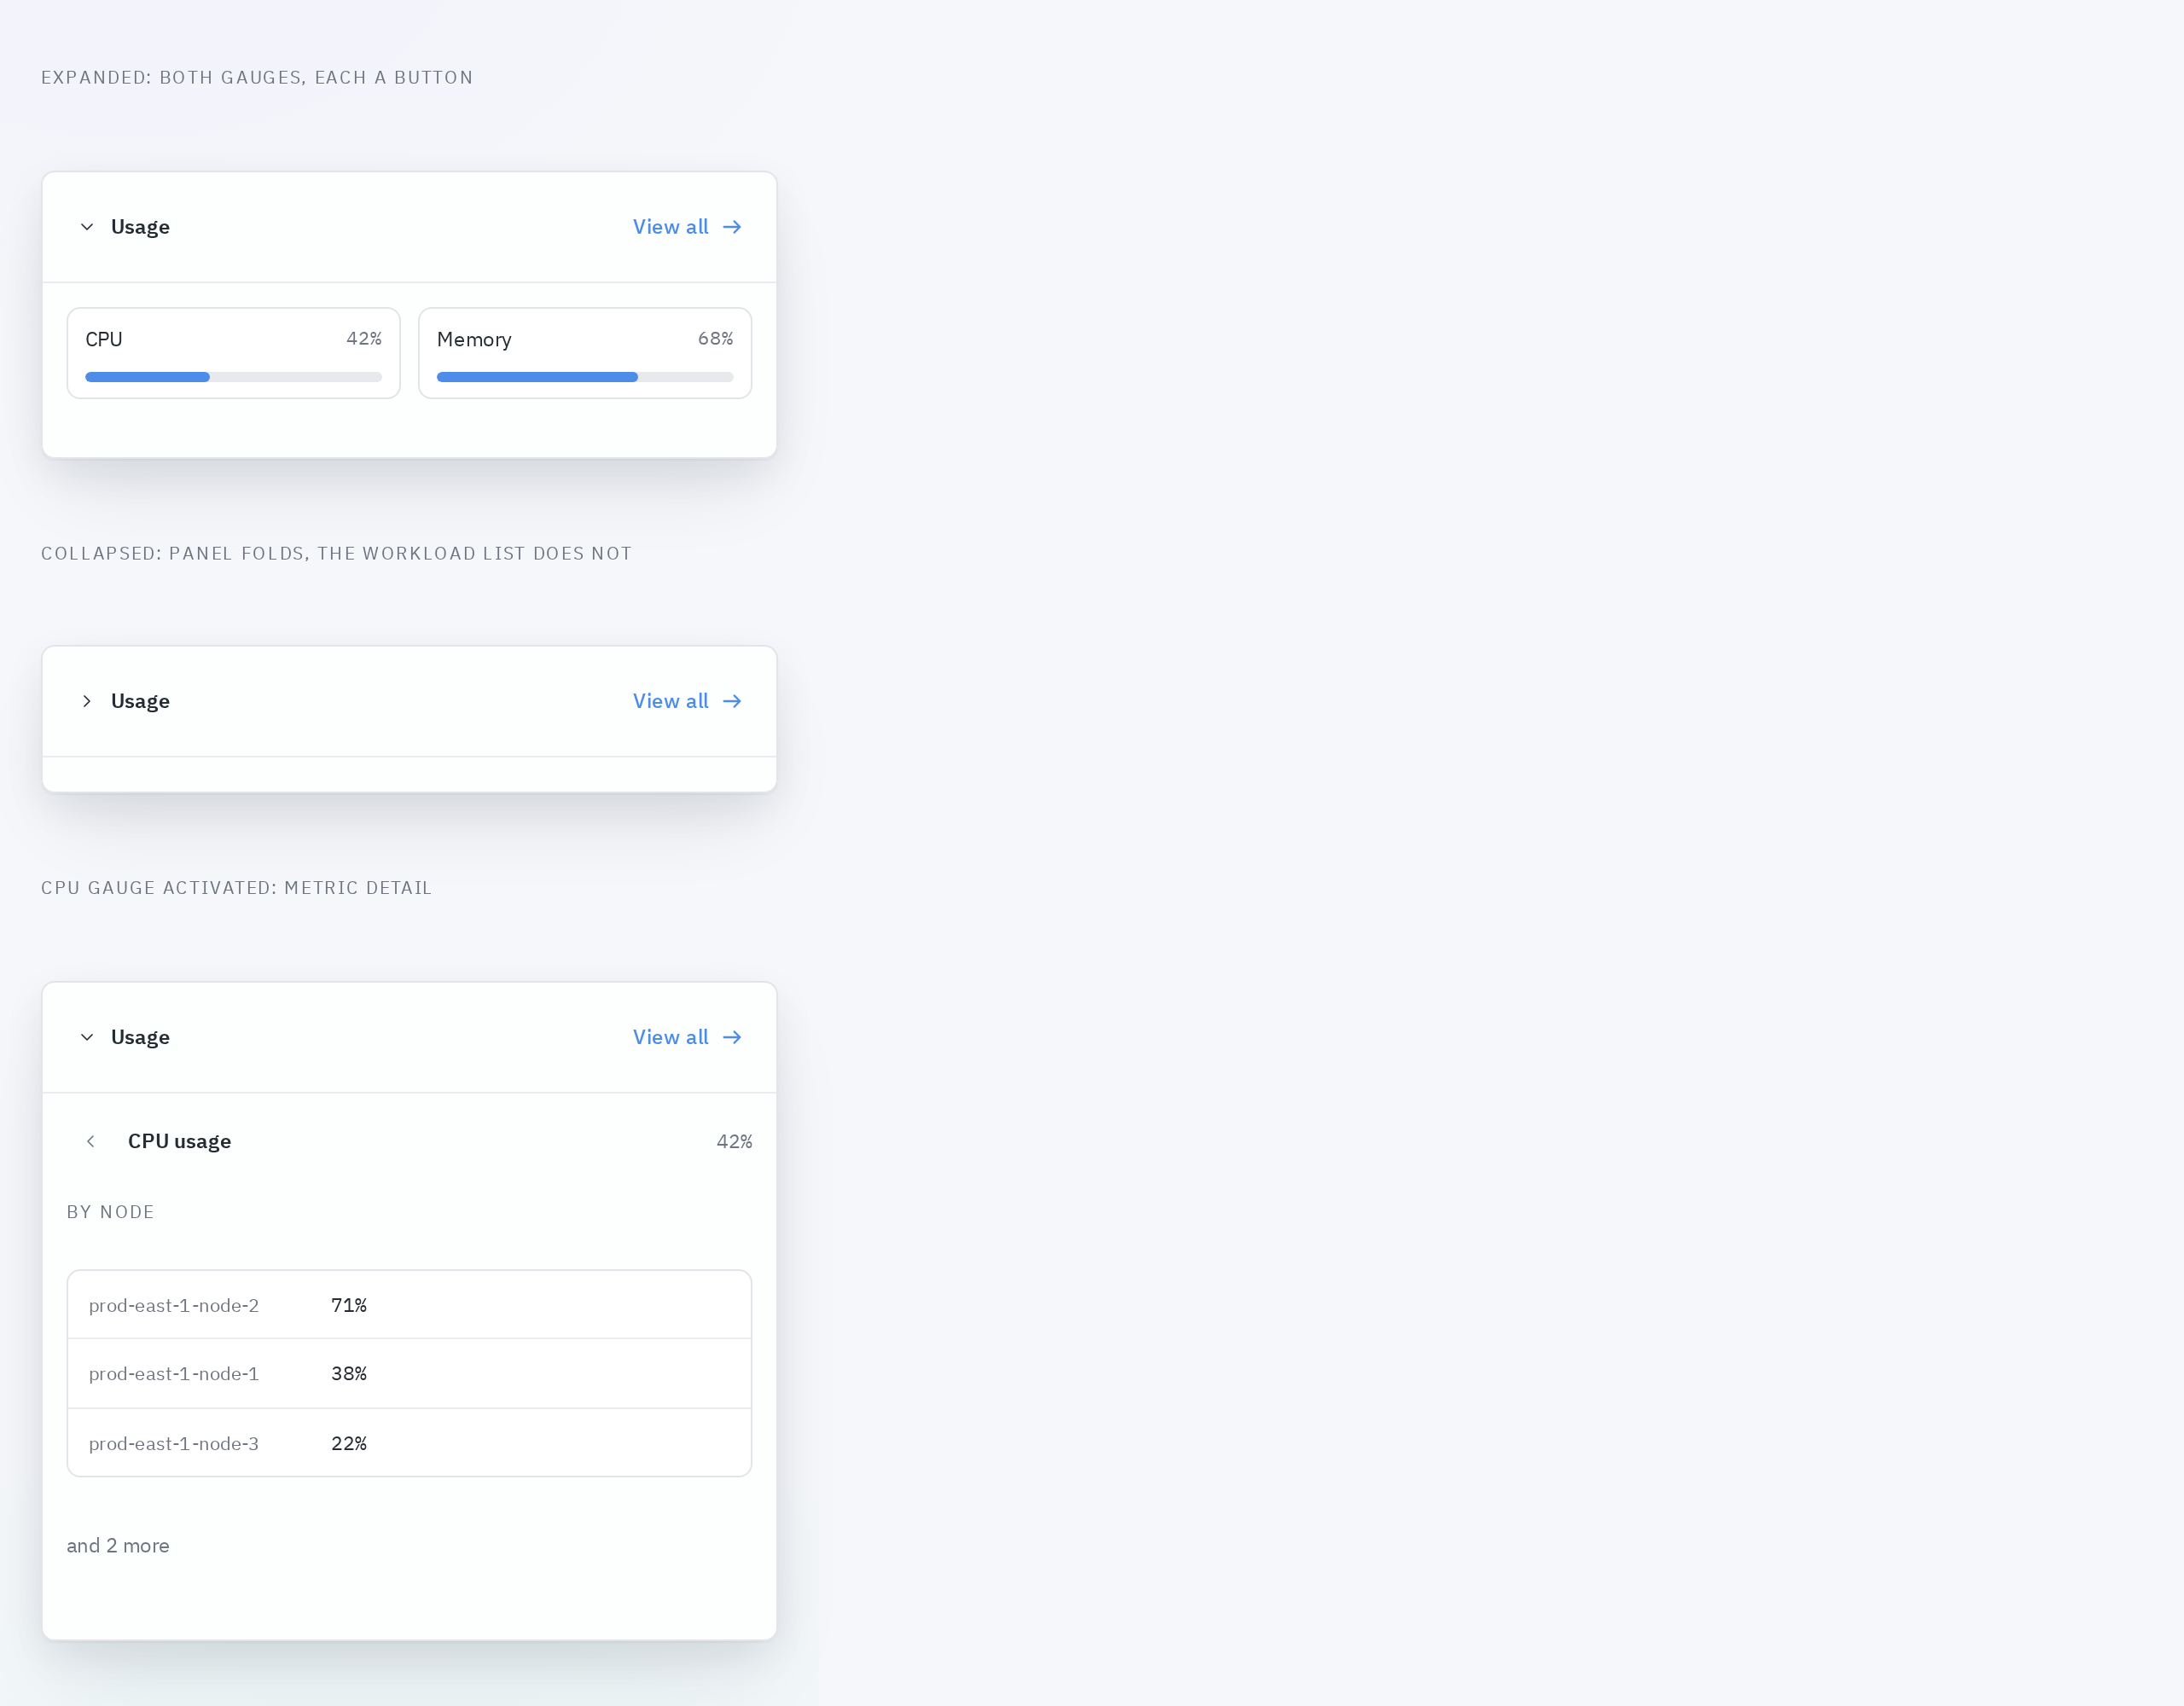 EXPANDED: BOTH GAUGES, EACH A BUTTON
Usage View all →
CPU 42% Memory 68%
COLLAPSED: PANEL FOLDS, THE WORKLOAD LIST DOES NOT
Usage View all →
CPU GAUGE ACTIVATED: METRIC DETAIL
Usage View all →
CPU usage 42%
BY NODE
prod-east-1-node-2 71%
prod-east-1-node-1 38%
prod-east-1-node-3 22%
and 2 more